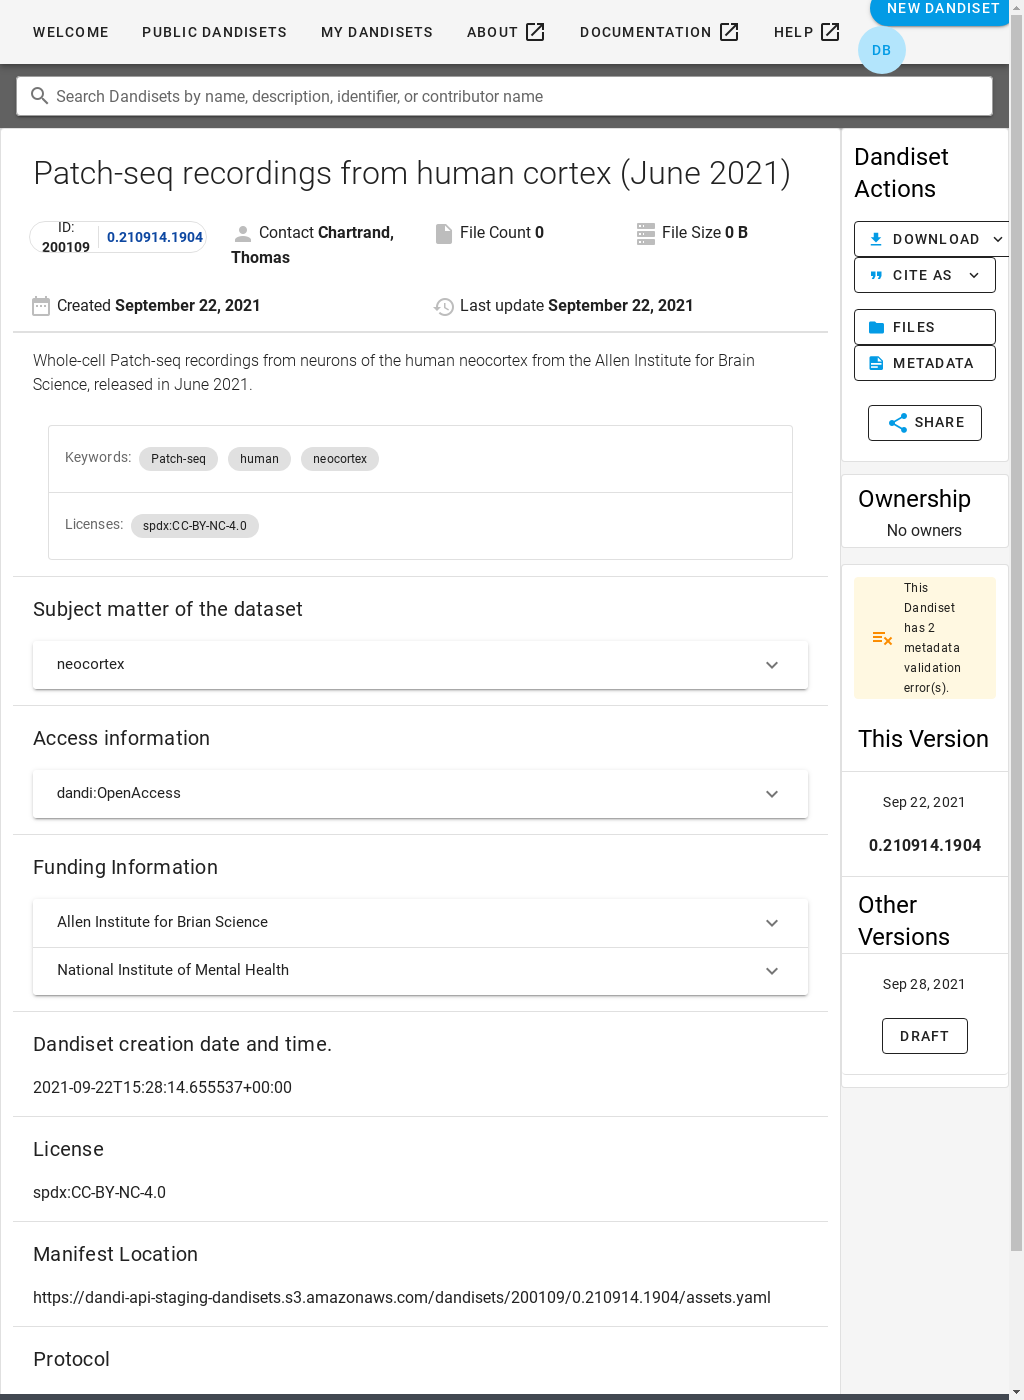 WELCOME PUBLIC DANDISETS MY DANDISETS ABOUT DOCUMENTATION HELP NEW DANDISET
DB
Search Dandisets by name, description, identifier, or contributor name
Patch-seq recordings from human cortex (June 2021)
ID: 200109 0.210914.1904
Contact Chartrand, Thomas
File Count 0
File Size 0 B
Created September 22, 2021
Last update September 22, 2021
Whole-cell Patch-seq recordings from neurons of the human neocortex from the Allen Institute for Brain
Science, released in June 2021.
Keywords: Patch-seq human neocortex
Licenses: spdx:CC-BY-NC-4.0
Subject matter of the dataset
neocortex
Access information
dandi:OpenAccess
Funding Information
Allen Institute for Brian Science
National Institute of Mental Health
Dandiset creation date and time.
2021-09-22T15:28:14.655537+00:00
License
spdx:CC-BY-NC-4.0
Manifest Location
https://dandi-api-staging-dandisets.s3.amazonaws.com/dandisets/200109/0.210914.1904/assets.yaml
Protocol
Dandiset
Actions
DOWNLOAD
CITE AS
FILES
METADATA
SHARE
Ownership
No owners
This
Dandiset
has 2
metadata
validation
error(s).
This Version
Sep 22, 2021
0.210914.1904
Other
Versions
Sep 28, 2021
DRAFT